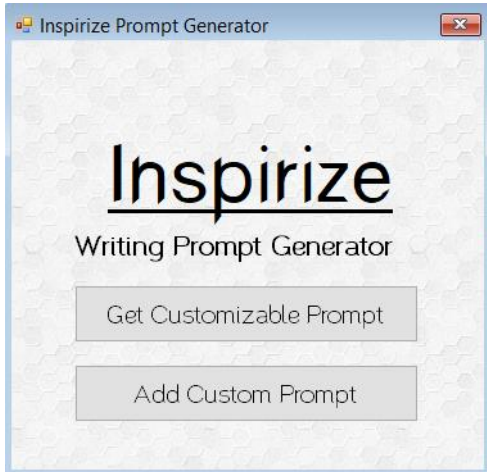 Inspirize Prompt Generator
Inspirize
Writing Prompt Generator
Get Customizable Prompt
Add Custom Prompt